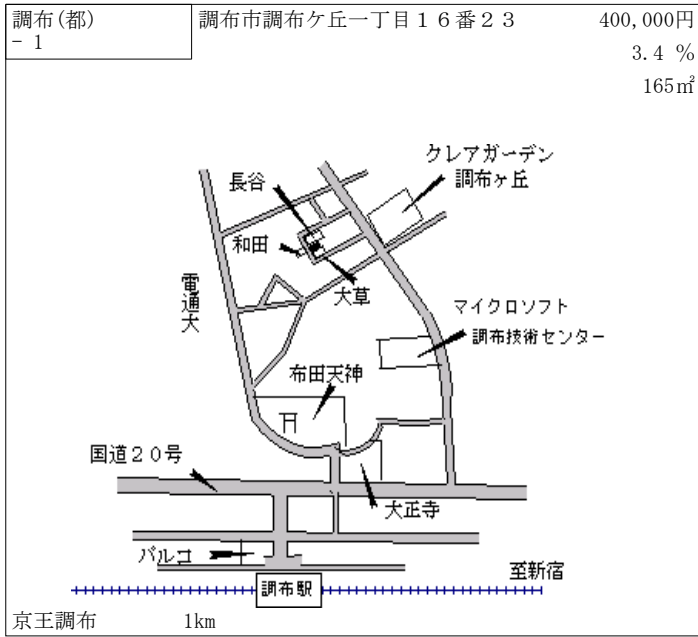 調布(都)
- 1
調布市調布ケ丘一丁目１６番２３
400,000円
3.4 %
165㎡
クレアガーデン
調布ヶ丘
長谷
和田
大草
電通大
マイクロソフト
調布技術センター
布田天神
国道２０号
大正寺
パルコ
至新宿
調布駅
京王調布
1km